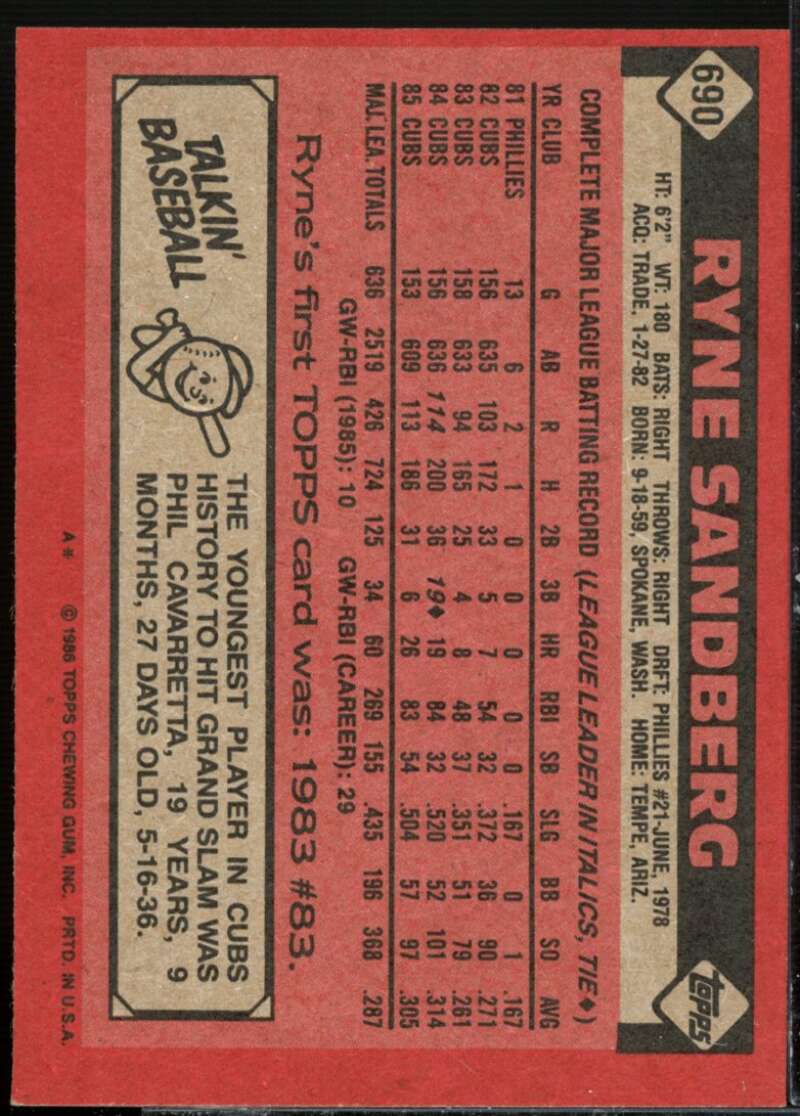 690
RYNE SANDBERG
topps
HT: 6'2" WT: 180 BATS: RIGHT THROWS: RIGHT DRFT: PHILLIES #21-JUNE, 1978
ACQ: TRADE, 1-27-82 BORN: 9-18-59, SPOKANE, WASH. HOME: TEMPE, ARIZ.
COMPLETE MAJOR LEAGUE BATTING RECORD (LEAGUE LEADER IN ITALICS, TIE♦)
YR CLUB G AB R H 2B 3B HR RBI SB SLG BB SO AVG
81 PHILLIES 13 6 2 1 0 0 0 0 0 .167 0 1 .167
82 CUBS 156 635 103 172 33 5 7 54 32 .372 36 90 .271
83 CUBS 158 633 94 165 25 4 8 48 37 .351 51 79 .261
84 CUBS 156 636 114 200 36 19♦ 19 84 32 .520 52 101 .314
85 CUBS 153 609 113 186 31 6 26 83 54 .504 57 97 .305
MAJ. LEA. TOTALS 636 2519 426 724 125 34 60 269 155 .435 196 368 .287
GW-RBI (1985): 10 GW-RBI (CAREER): 29
Ryne's first TOPPS card was: 1983 #83.
TALKIN'
BASEBALL
THE YOUNGEST PLAYER IN CUBS
HISTORY TO HIT GRAND SLAM WAS
PHIL CAVARRETTA, 19 YEARS, 9
MONTHS, 27 DAYS OLD, 5-16-36.
A* © 1986 TOPPS CHEWING GUM, INC. PRTD. IN U.S.A.